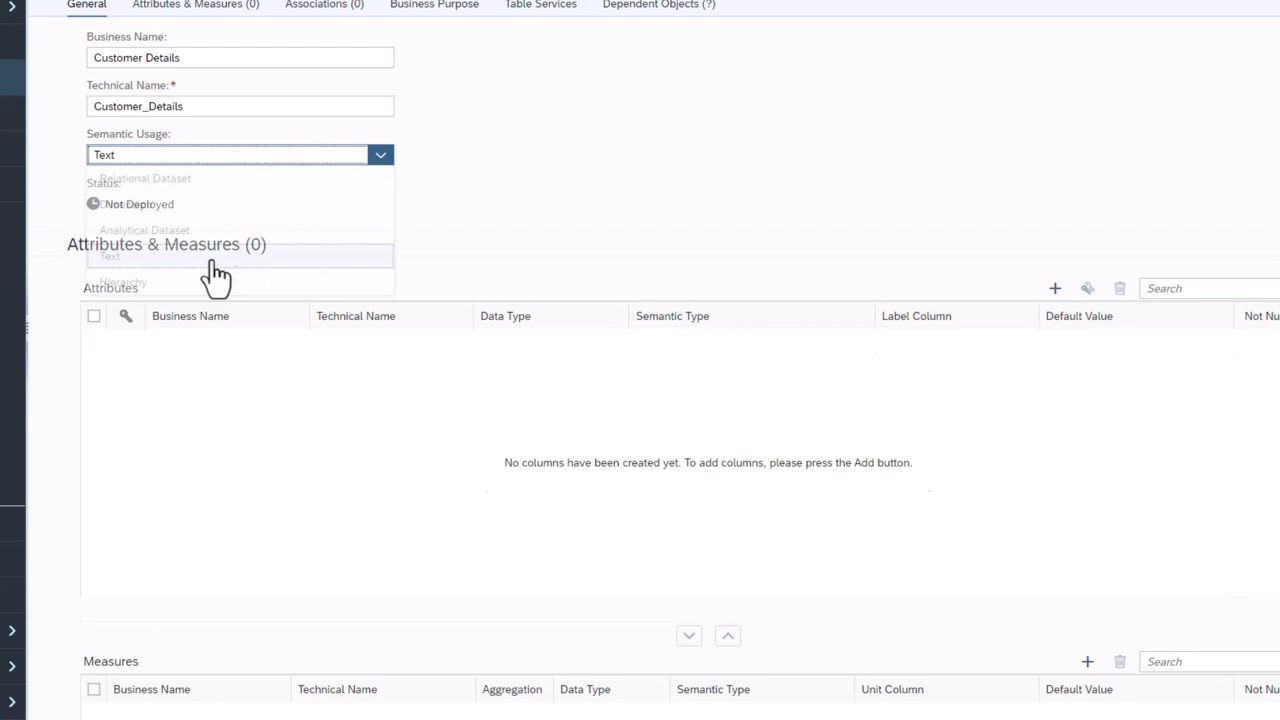 General Attributes & Measures (0) Associations (0) Business Purpose Table Services Dependent Objects (?)
Business Name:
Customer Details
Technical Name:*
Customer_Details
Semantic Usage:
Text
Relational Dataset
Status:
Not Deployed
Analytical Dataset
Attributes & Measures (0)
Text
Hierarchy
Attributes Search
Business Name Technical Name Data Type Semantic Type Label Column Default Value Not Nu
No columns have been created yet. To add columns, please press the Add button.
Measures Search
Business Name Technical Name Aggregation Data Type Semantic Type Unit Column Default Value Not Nu